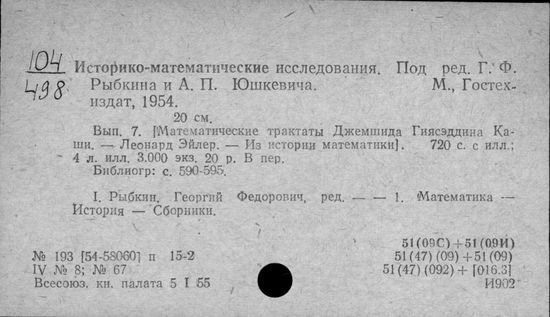 104
498
Историко-математические исследования. Под ред. Г. Ф.
Рыбкина и А. П. Юшкевича. М., Гостех-
издат, 1954.
20 см.
Вып. 7. [Математические трактаты Джемшида Гиясэддина Ка-
ши. — Леонард Эйлер. — Из истории математики]. 720 с. с илл.;
4 л. илл. 3.000 экз. 20 р. В пер.
Библиогр: с. 590-595.
I. Рыбкин, Георгий Федорович, ред. — — 1. Математика —
История — Сборники.
51(09С) + 51(09И)
№ 193 [54-58060] п 15-2 51(47)(09) + 51(09)
IV № 8; № 67 51(47)(092) + [016.3]
Всесоюз. кн. палата 5 I 55 И902